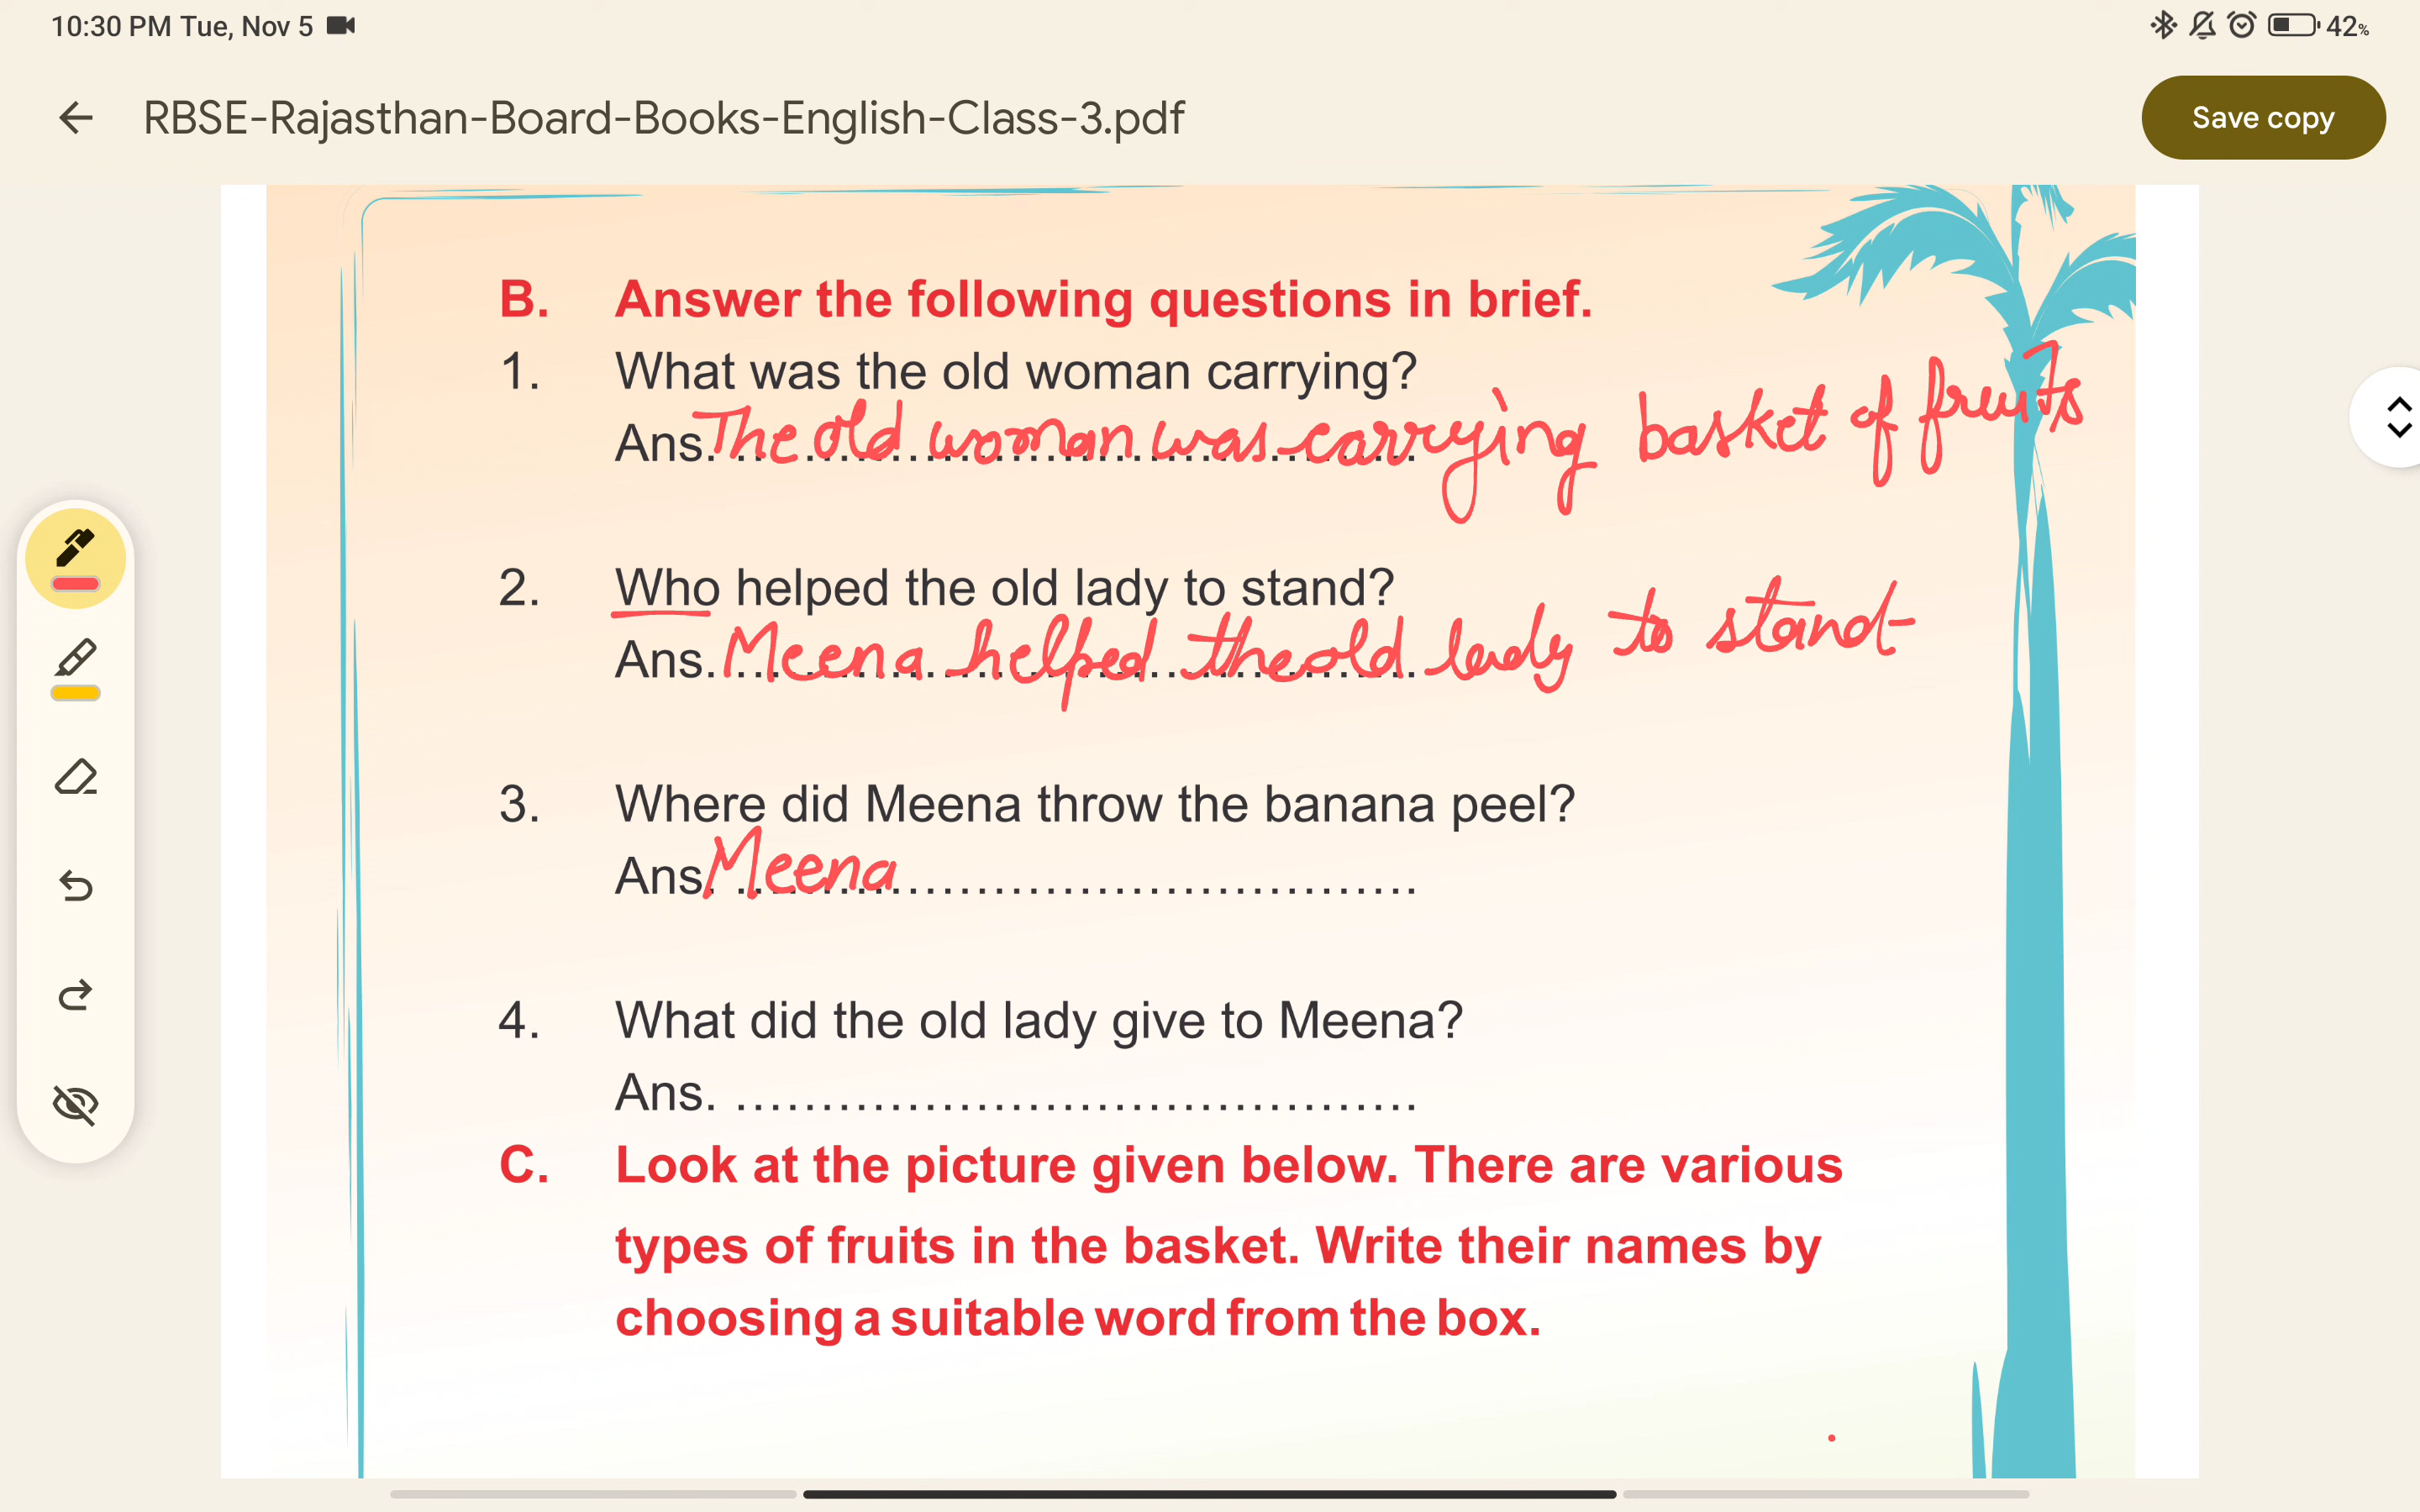 10:30 PM Tue, Nov 5
42%
RBSE-Rajasthan-Board-Books-English-Class-3.pdf
Save copy
B. Answer the following questions in brief.
1. What was the old woman carrying?
Ans. The old woman was carrying basket of fruits
2. Who helped the old lady to stand?
Ans. Meena helped the old lady to stand
3. Where did Meena throw the banana peel?
Ans. Meena ........................................
4. What did the old lady give to Meena?
Ans. ........................................
C. Look at the picture given below. There are various
types of fruits in the basket. Write their names by
choosing a suitable word from the box.